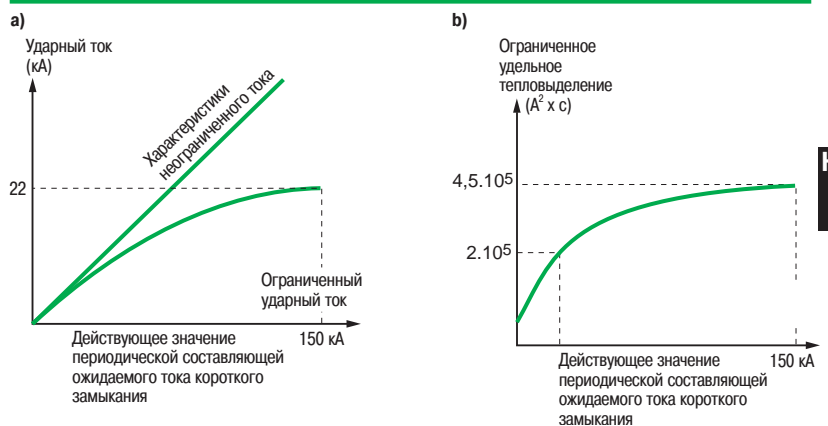 а)
Ударный ток
(кА)
Характеристики
неограниченного тока
22
Ограниченный
ударный ток
Действующее значение
периодической составляющей
ожидаемого тока короткого
замыкания
150 кА
b)
Ограниченное
удельное
тепловыделение
(A² x c)
4,5.10⁵
2.10⁵
Действующее значение
периодической составляющей
ожидаемого тока короткого
замыкания
150 кА